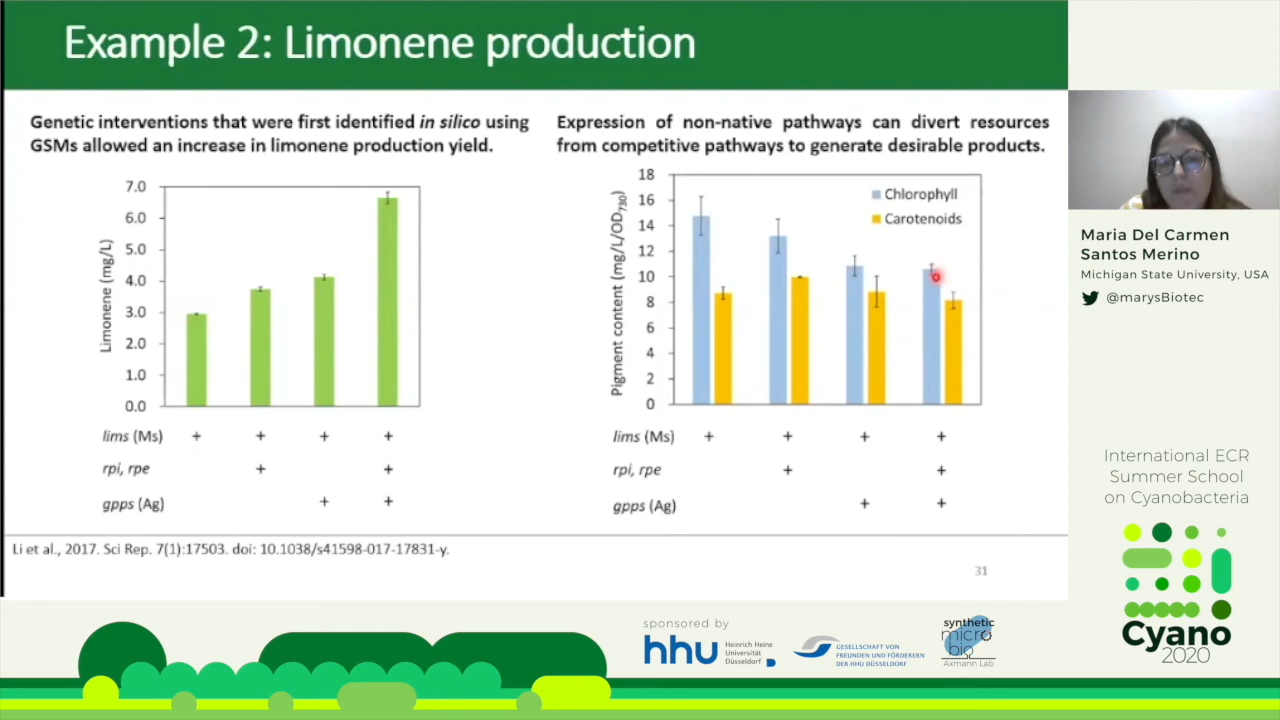 Example 2: Limonene production
Genetic interventions that were first identified in silico using
GSMs allowed an increase in limonene production yield.
Limonene (mg/L)
7.0
6.0
5.0
4.0
3.0
2.0
1.0
0.0
lims (Ms) + + + +
rpi, rpe + +
gpps (Ag) + +
Expression of non-native pathways can divert resources
from competitive pathways to generate desirable products.
Pigment content (mg/L/OD730)
18
16
14
12
10
8
6
4
2
0
Chlorophyll
Carotenoids
lims (Ms) + + + +
rpi, rpe + +
gpps (Ag) + +
Li et al., 2017. Sci Rep. 7(1):17503. doi: 10.1038/s41598-017-17831-y.
31
Maria Del Carmen
Santos Merino
Michigan State University, USA
@marysBiotec
International ECR
Summer School
on Cyanobacteria
Cyano
2020
sponsored by
hhu
Heinrich Heine
Universität
Düsseldorf
GESELLSCHAFT VON
FREUNDEN UND FÖRDERERN
DER HHU DÜSSELDORF
synthetic
micro
bio
Axmann Lab